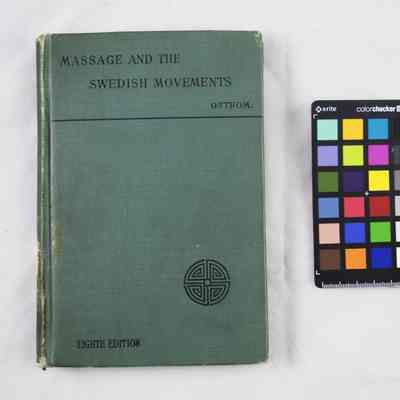 MASSAGE AND THE
SWEDISH MOVEMENTS
OSTROM.
EIGHTH EDITION
x·rite
colorchecker